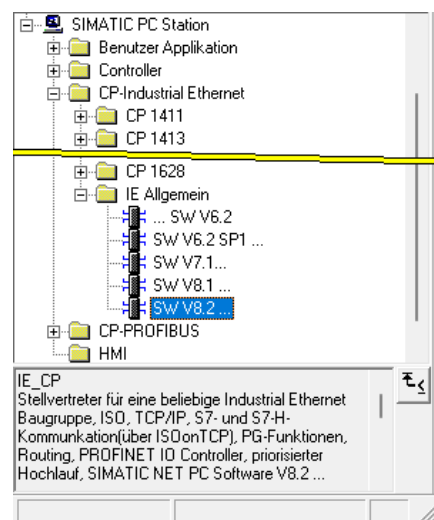 SIMATIC PC Station
Benutzer Applikation
Controller
CP-Industrial Ethernet
CP 1411
CP 1413
CP 1628
IE Allgemein
... SW V6.2
SW V6.2 SP1 ...
SW V7.1...
SW V8.1 ...
SW V8.2 ...
CP-PROFIBUS
HMI
IE_CP
Stellvertreter für eine beliebige Industrial Ethernet
Baugruppe, ISO, TCP/IP, S7- und S7-H-
Kommunkation(über ISOonTCP), PG-Funktionen,
Routing, PROFINET IO Controller, priorisierter
Hochlauf, SIMATIC NET PC Software V8.2 ...